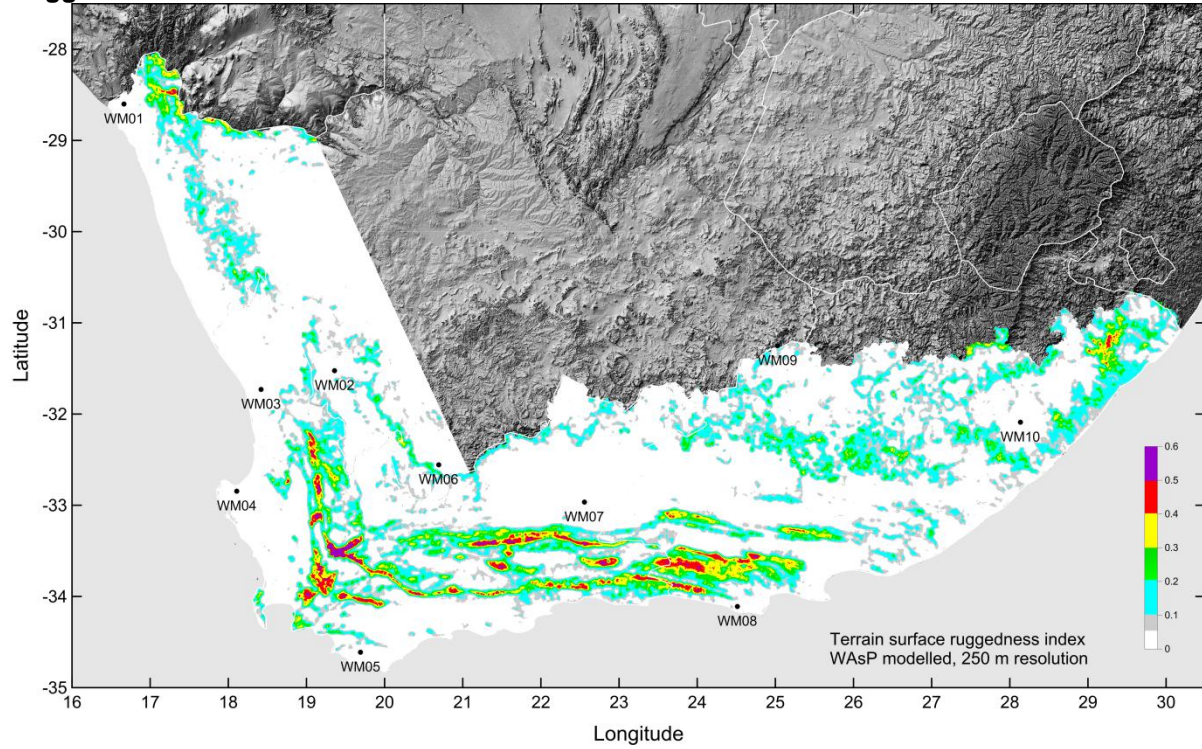 -28
-29
-30
-31
-32
-33
-34
-35
Latitude
16 17 18 19 20 21 22 23 24 25 26 27 28 29 30
Longitude
WM01
WM02
WM03
WM04
WM05
WM06
WM07
WM08
WM09
WM10
0.6
0.5
0.4
0.3
0.2
0.1
0
Terrain surface ruggedness index
WAsP modelled, 250 m resolution